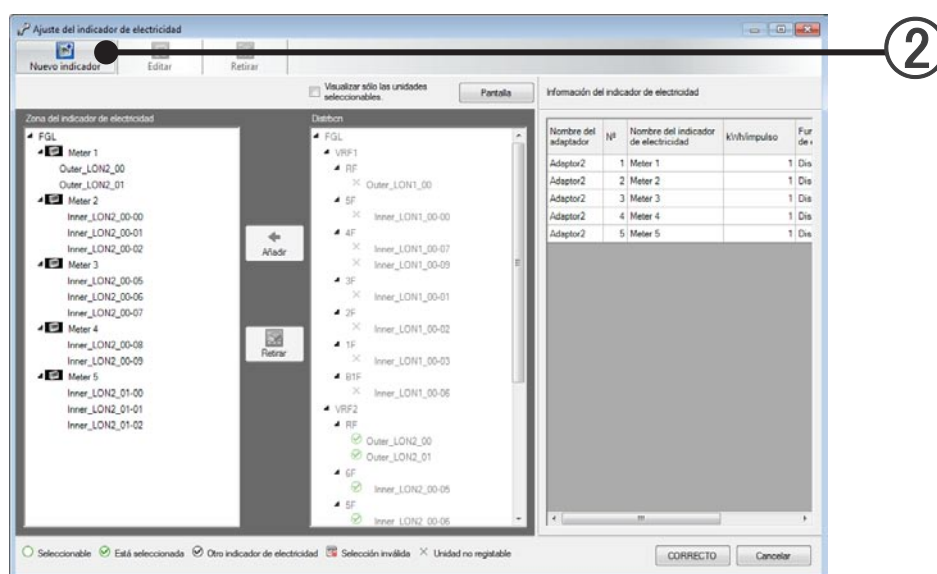 Ajuste del indicador de electricidad
Nuevo indicador
Editar
Retirar
2
Visualizar sólo las unidades
seleccionables.
Pantalla
Información del indicador de electricidad
Zona del indicador de electricidad
FGL
Meter 1
Outer_LON2_00
Outer_LON2_01
Meter 2
Inner_LON2_00-00
Inner_LON2_00-01
Inner_LON2_00-02
Meter 3
Inner_LON2_00-05
Inner_LON2_00-06
Inner_LON2_00-07
Meter 4
Inner_LON2_00-08
Inner_LON2_00-09
Meter 5
Inner_LON2_01-00
Inner_LON2_01-01
Inner_LON2_01-02
Añadir
Retirar
Distrbcn
FGL
VRF1
RF
Outer_LON1_00
5F
Inner_LON1_00-00
4F
Inner_LON1_00-07
Inner_LON1_00-09
3F
Inner_LON1_00-01
2F
Inner_LON1_00-02
1F
Inner_LON1_00-03
B1F
Inner_LON1_00-06
VRF2
RF
Outer_LON2_00
Outer_LON2_01
6F
Inner_LON2_00-05
5F
Inner_LON2_00-06
Nombre del adaptador Nº Nombre del indicador de electricidad kWh/impulso
Adaptor2 1 Meter 1 1 Dis
Adaptor2 2 Meter 2 1 Dis
Adaptor2 3 Meter 3 1 Dis
Adaptor2 4 Meter 4 1 Dis
Adaptor2 5 Meter 5 1 Dis
Seleccionable Está seleccionada Otro indicador de electricidad Selección inválida Unidad no registable
CORRECTO
Cancelar